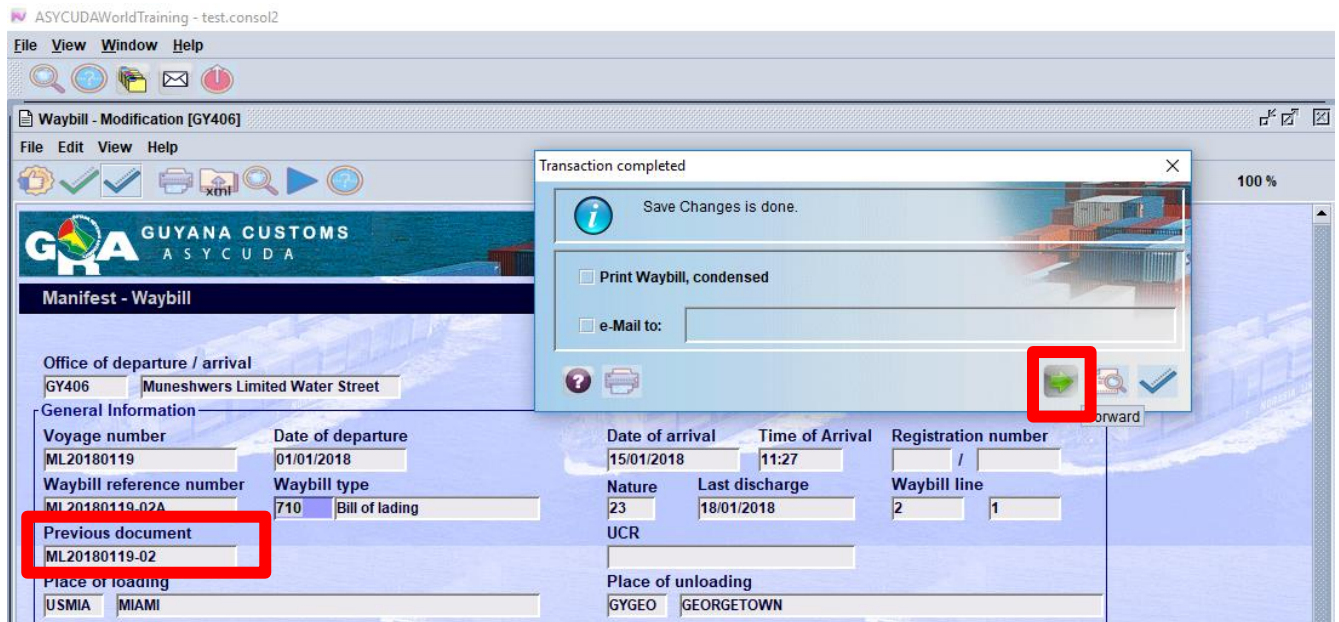 ASYCUDAWorldTraining - test.consol2
File View Window Help
Waybill - Modification [GY406]
File Edit View Help
xml
100 %
Transaction completed
Save Changes is done.
Print Waybill, condensed
e-Mail to:
GRA GUYANA CUSTOMS
ASYCUDA
Manifest - Waybill
Office of departure / arrival
GY406 Muneshwers Limited Water Street
General Information
Voyage number Date of departure Date of arrival Time of Arrival Registration number
ML20180119 01/01/2018 15/01/2018 11:27 /
Waybill reference number Waybill type Nature Last discharge Waybill line
ML20180119-02A 710 Bill of lading 23 18/01/2018 2 1
Previous document UCR
ML20180119-02
Place of loading Place of unloading
USMIA MIAMI GYGEO GEORGETOWN